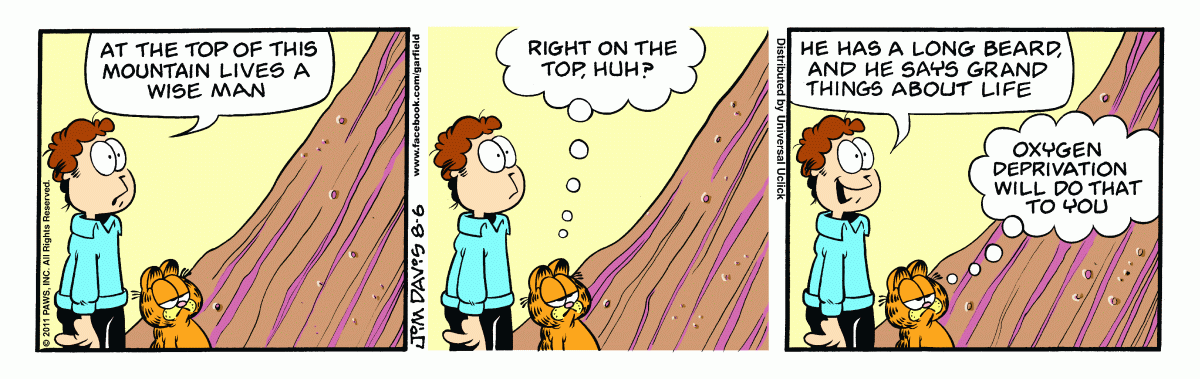 AT THE TOP OF THIS
MOUNTAIN LIVES A
WISE MAN
© 2011 PAWS, INC. All Rights Reserved.
www.facebook.com/garfield
JIM DAVIS 8-6
RIGHT ON THE
TOP, HUH?
Distributed by Universal Uclick
HE HAS A LONG BEARD,
AND HE SAYS GRAND
THINGS ABOUT LIFE
OXYGEN
DEPRIVATION
WILL DO THAT
TO YOU